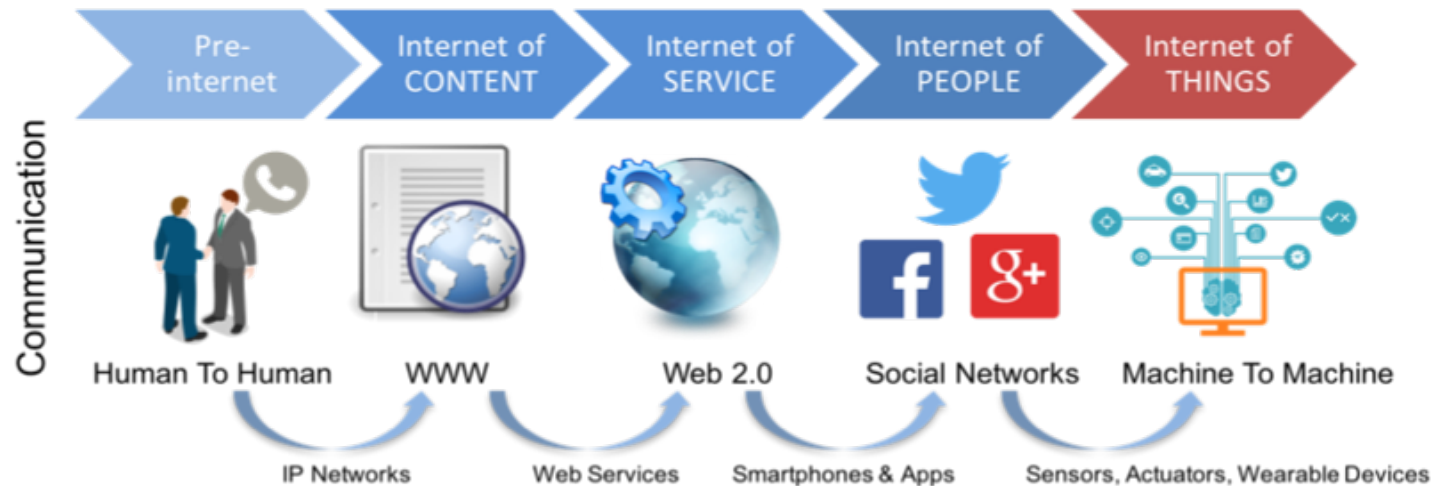 Pre-
internet
Internet of
CONTENT
Internet of
SERVICE
Internet of
PEOPLE
Internet of
THINGS
Communication
f
g+
Human To Human
WWW
Web 2.0
Social Networks
Machine To Machine
IP Networks
Web Services
Smartphones & Apps
Sensors, Actuators, Wearable Devices